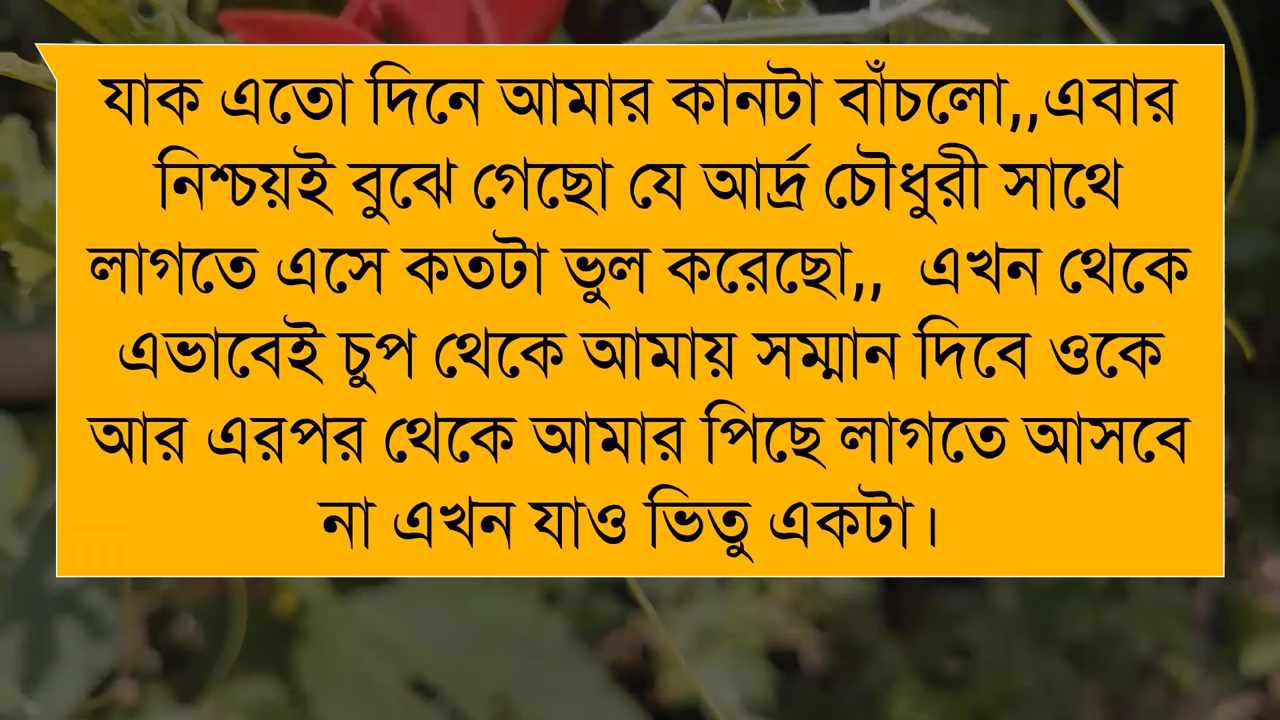 যাক এতো দিনে আমার কানটা বাঁচলো,,এবার
নিশ্চয়ই বুঝে গেছো যে আর্দ্র চৌধুরী সাথে
লাগতে এসে কতটা ভুল করেছো,,  এখন থেকে
এভাবেই চুপ থেকে আমায় সম্মান দিবে ওকে
আর এরপর থেকে আমার পিছে লাগতে আসবে
না এখন যাও ভিতু একটা।